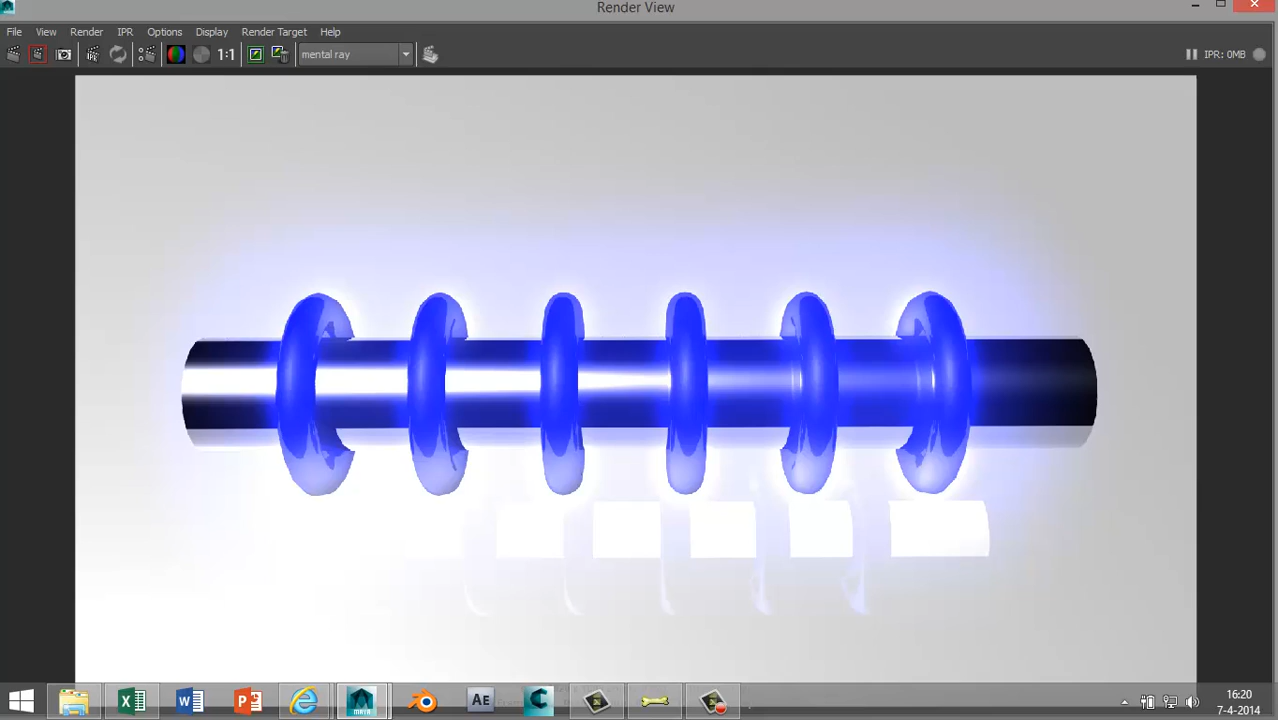 Render View
File View Render IPR Options Display Render Target Help
1:1 mental ray IPR: 0MB
MAYA Ae
16:20
7-4-2014